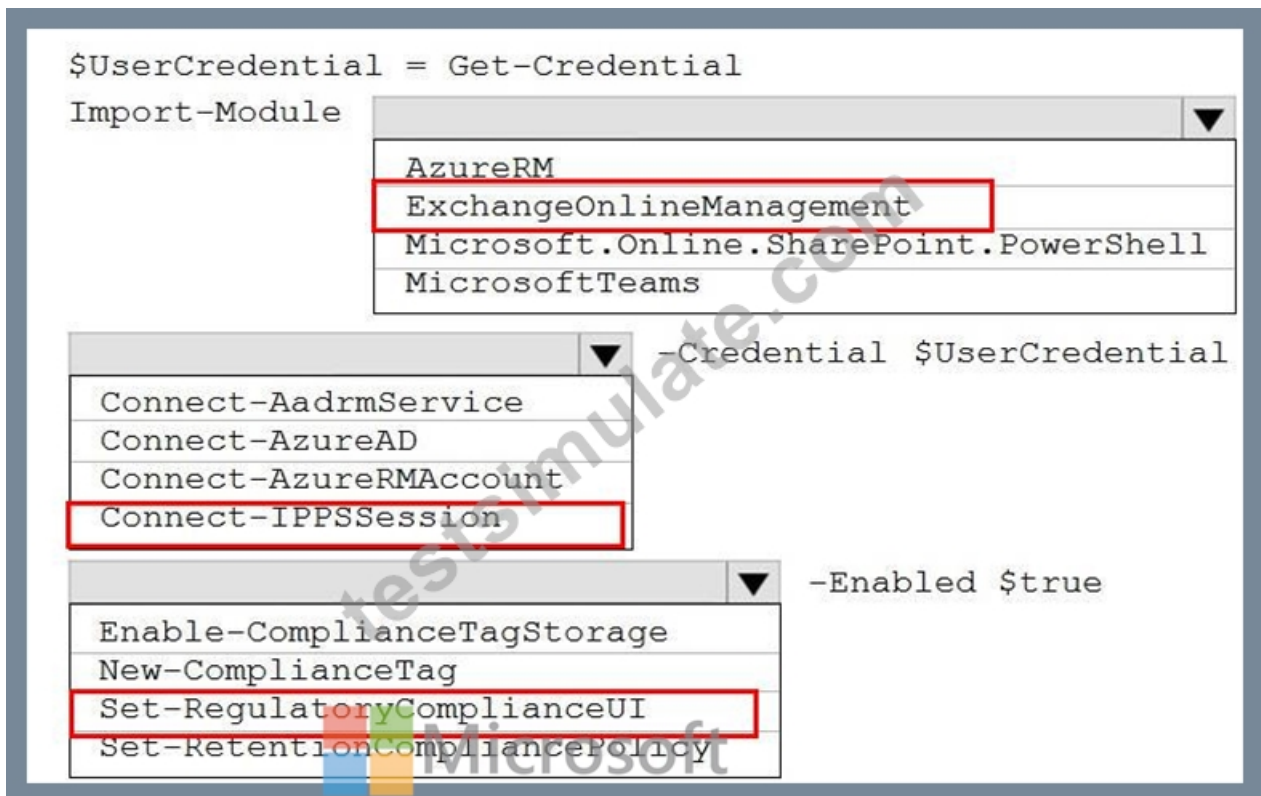 $UserCredential = Get-Credential
Import-Module
AzureRM
ExchangeOnlineManagement
Microsoft.Online.SharePoint.PowerShell
MicrosoftTeams
-Credential $UserCredential
Connect-AadrmService
Connect-AzureAD
Connect-AzureRMAccount
Connect-IPPSSession
-Enabled $true
Enable-ComplianceTagStorage
New-ComplianceTag
Set-RegulatoryComplianceUI
Set-RetentionCompliancePolicy
Microsoft
testsimulate.com